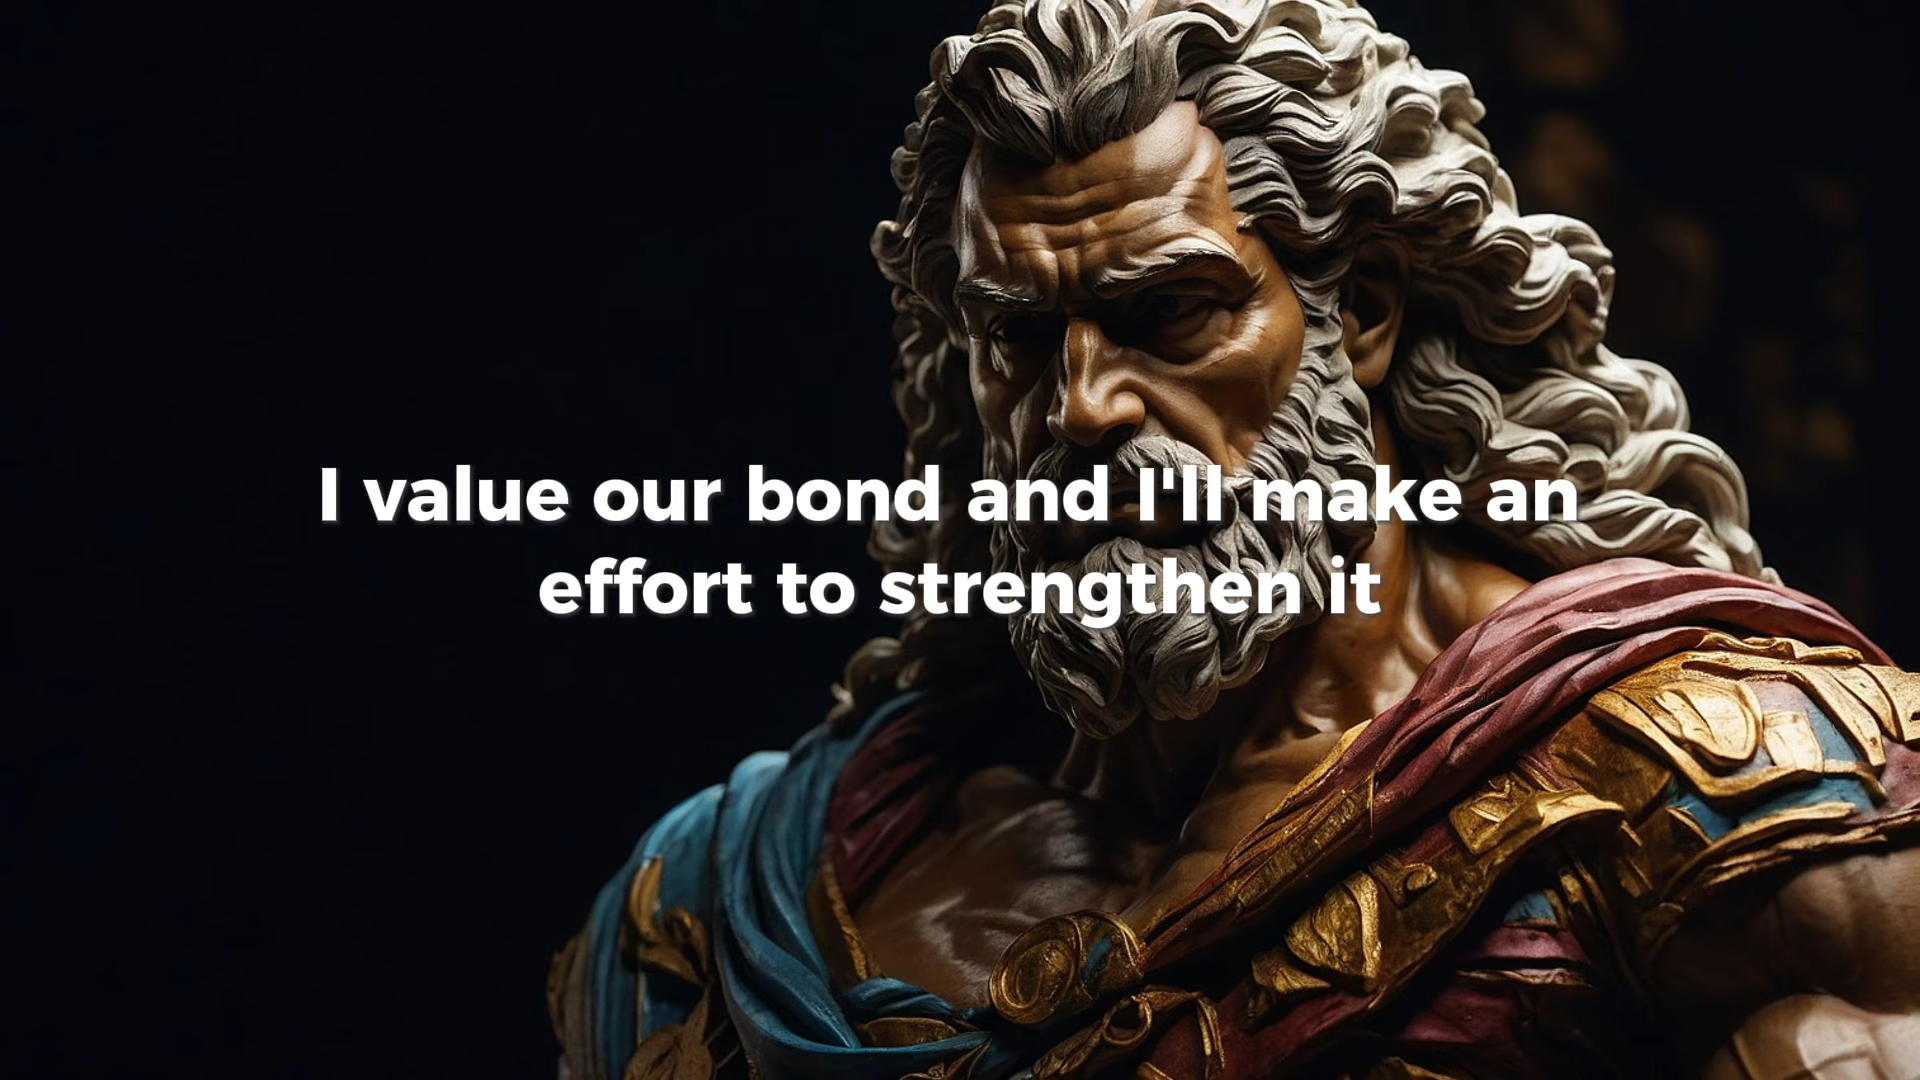 I value our bond and I'll make an
effort to strengthen it